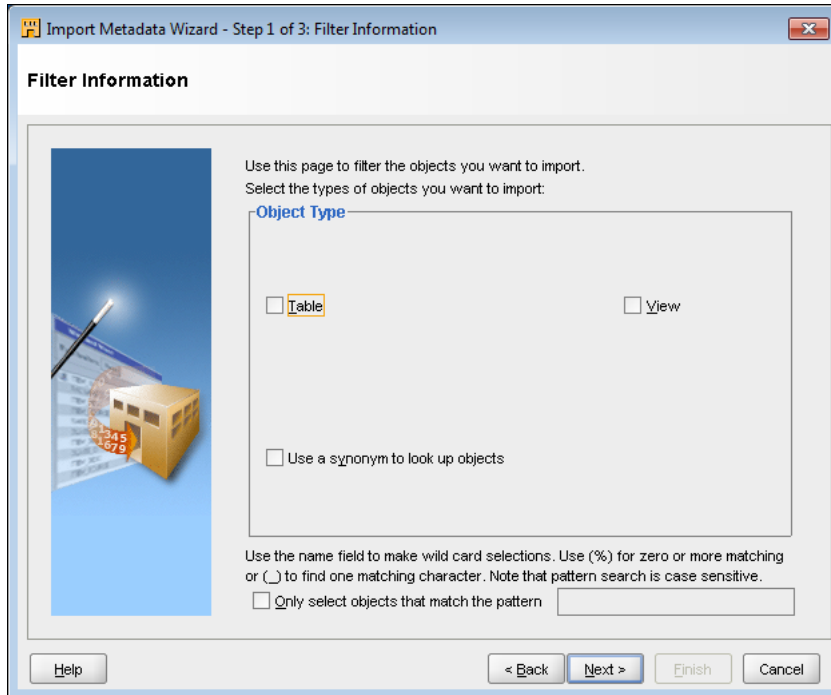 Import Metadata Wizard - Step 1 of 3: Filter Information
Filter Information
Use this page to filter the objects you want to import.
Select the types of objects you want to import:
Object Type
Table
View
Use a synonym to look up objects
Use the name field to make wild card selections. Use (%) for zero or more matching
or (_) to find one matching character. Note that pattern search is case sensitive.
Only select objects that match the pattern
Help
< Back
Next >
Finish
Cancel